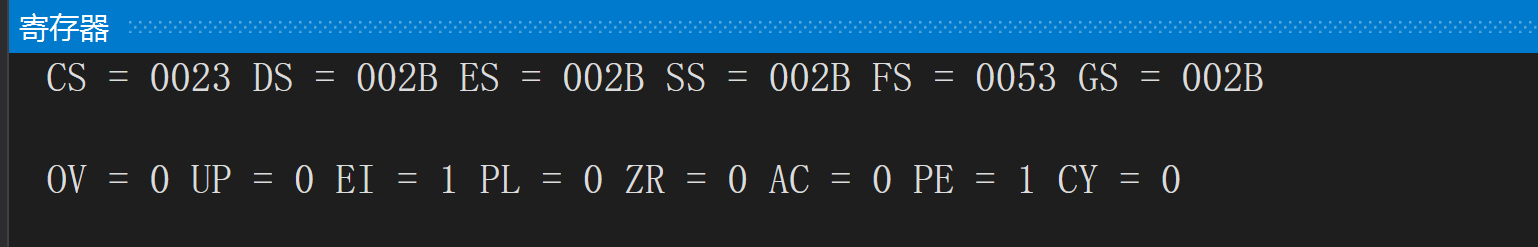 寄存器
CS = 0023 DS = 002B ES = 002B SS = 002B FS = 0053 GS = 002B
OV = 0 UP = 0 EI = 1 PL = 0 ZR = 0 AC = 0 PE = 1 CY = 0